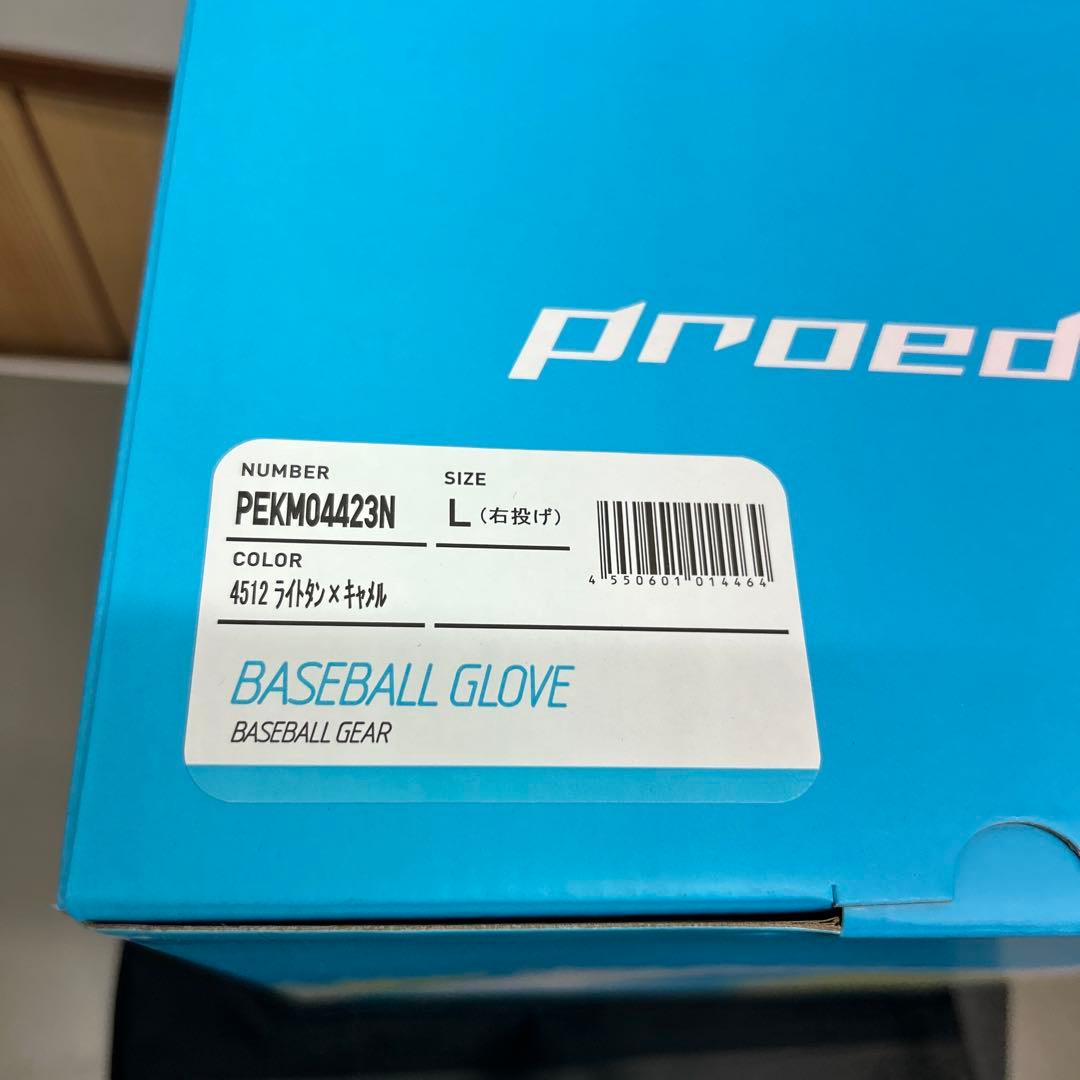 proed
NUMBER
PEKM04423N
SIZE
L (右投げ)
COLOR
4512 ライトタン×キャメル
4 550601 014464
BASEBALL GLOVE
BASEBALL GEAR